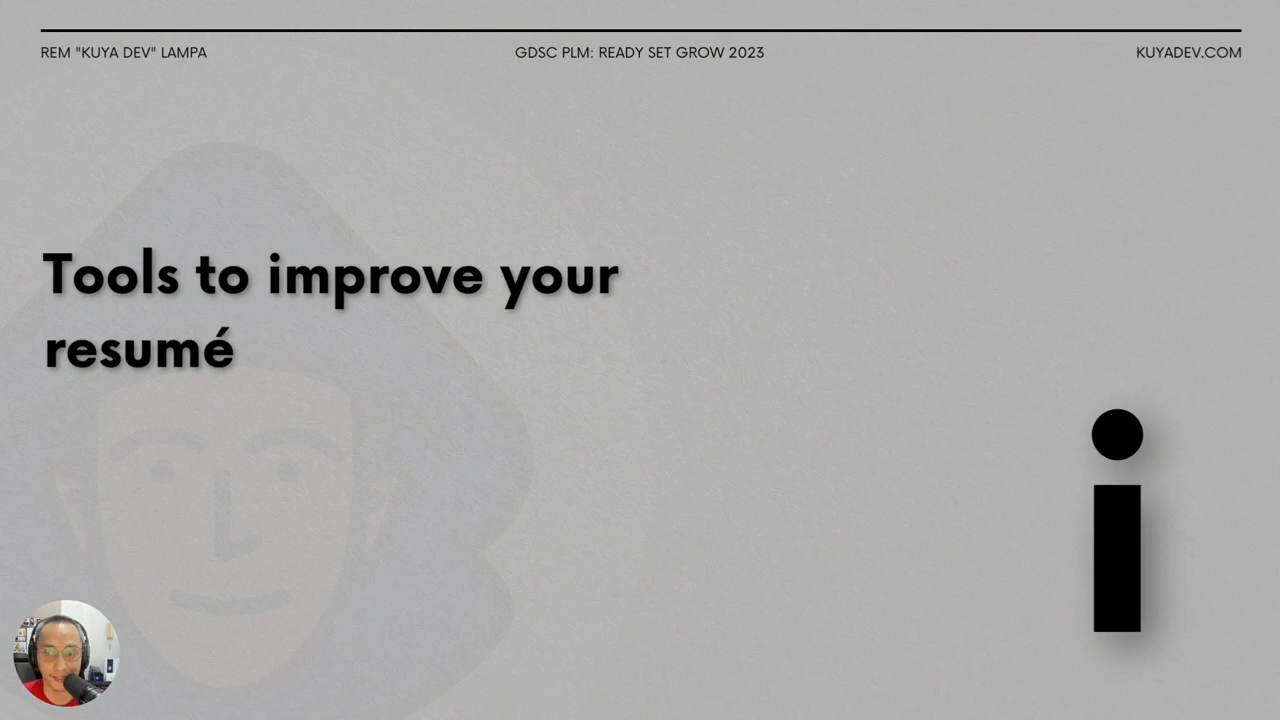 REM "KUYA DEV" LAMPA
GDSC PLM: READY SET GROW 2023
KUYADEV.COM
Tools to improve your
resumé
i